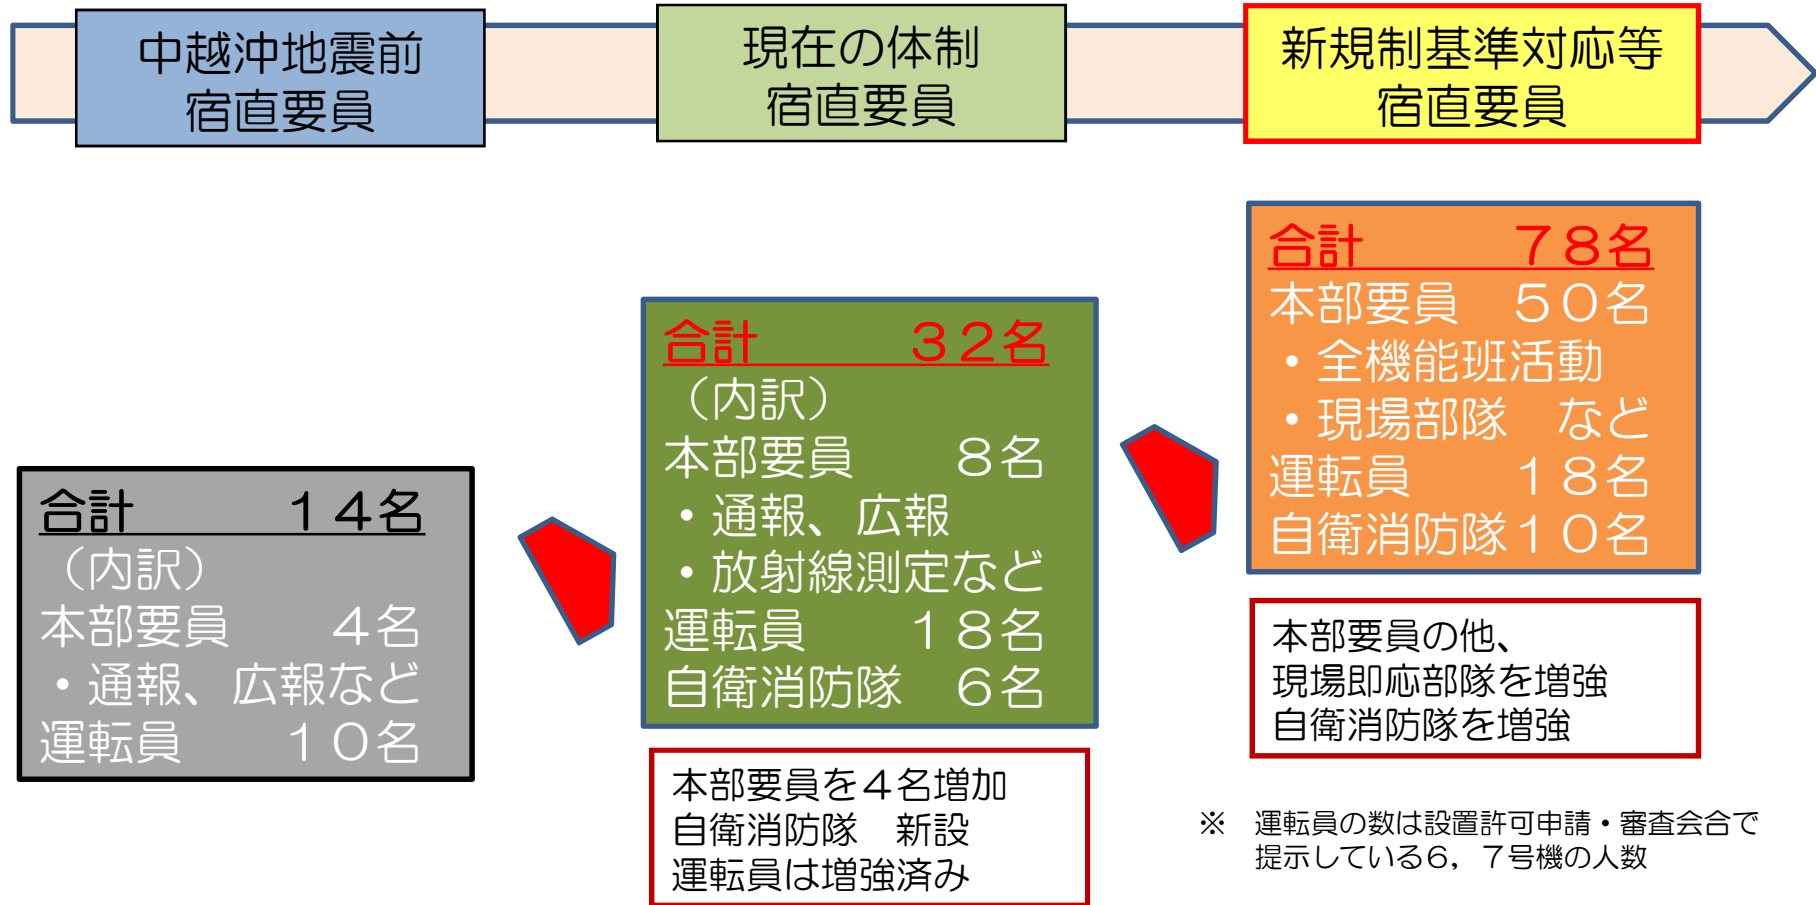 中越沖地震前
宿直要員
現在の体制
宿直要員
新規制基準対応等
宿直要員
合計　　　１４名
（内訳）
本部要員　　４名
・通報、広報など
運転員　　１０名
合計　　　３２名
（内訳）
本部要員　　８名
・通報、広報
・放射線測定など
運転員　　１８名
自衛消防隊　６名
本部要員を４名増加
自衛消防隊　新設
運転員は増強済み
合計　　　７８名
本部要員　５０名
・全機能班活動
・現場部隊　など
運転員　　１８名
自衛消防隊１０名
本部要員の他、
現場即応部隊を増強
自衛消防隊を増強
※　運転員の数は設置許可申請・審査会合で
提示している６，７号機の人数